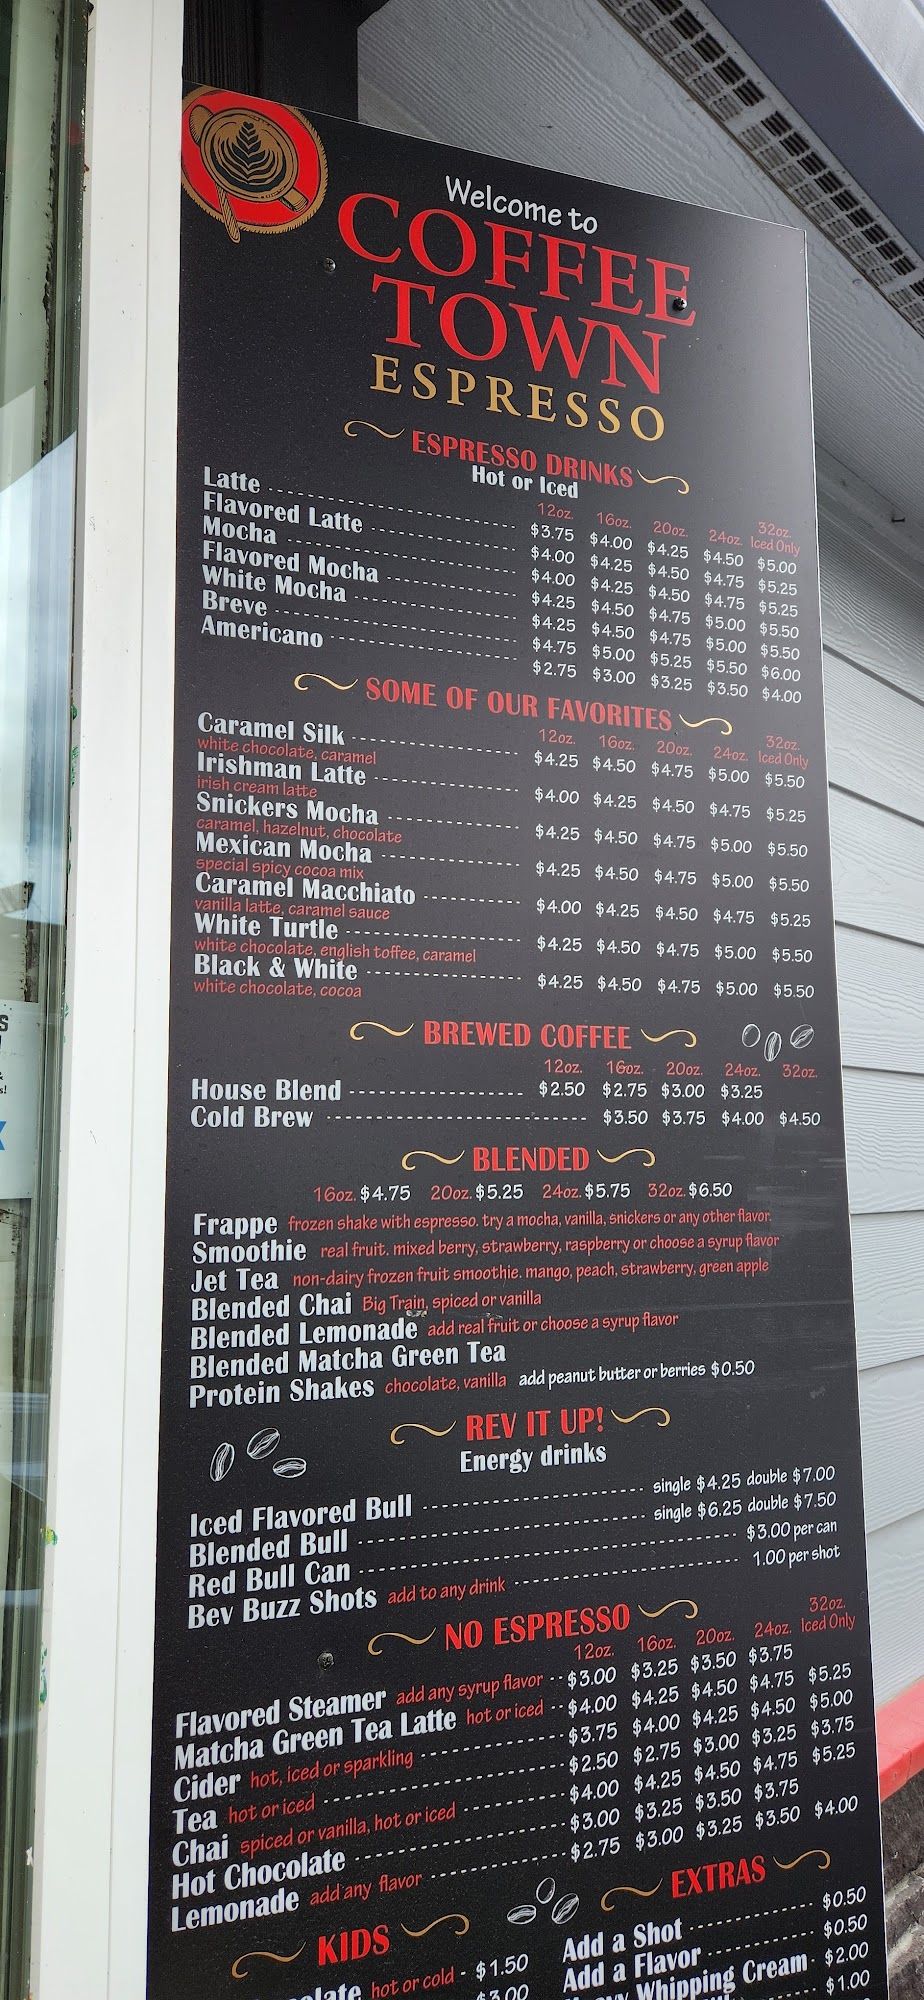 Welcome to
COFFEE
TOWN
ESPRESSO
ESPRESSO DRINKS
Hot or Iced
12oz. 16oz. 20oz. 24oz. 32oz. Iced Only
Latte $3.75 $4.00 $4.25 $4.50 $5.00
Flavored Latte $4.00 $4.25 $4.50 $4.75 $5.25
Mocha $4.00 $4.25 $4.50 $4.75 $5.25
Flavored Mocha $4.25 $4.50 $4.75 $5.00 $5.50
White Mocha $4.25 $4.50 $4.75 $5.00 $5.50
Breve $4.75 $5.00 $5.25 $5.50 $6.00
Americano $2.75 $3.00 $3.25 $3.50 $4.00
SOME OF OUR FAVORITES
12oz. 16oz. 20oz. 24oz. 32oz. Iced Only
Caramel Silk $4.25 $4.50 $4.75 $5.00 $5.50
white chocolate, caramel
Irishman Latte $4.00 $4.25 $4.50 $4.75 $5.25
irish cream latte
Snickers Mocha $4.25 $4.50 $4.75 $5.00 $5.50
caramel, hazelnut, chocolate
Mexican Mocha $4.25 $4.50 $4.75 $5.00 $5.50
special spicy cocoa mix
Caramel Macchiato $4.00 $4.25 $4.50 $4.75 $5.25
vanilla latte, caramel sauce
White Turtle $4.25 $4.50 $4.75 $5.00 $5.50
white chocolate, english toffee, caramel
Black & White $4.25 $4.50 $4.75 $5.00 $5.50
white chocolate, cocoa
BREWED COFFEE
12oz. 16oz. 20oz. 24oz. 32oz.
House Blend $2.50 $2.75 $3.00 $3.25
Cold Brew $3.50 $3.75 $4.00 $4.50
BLENDED
16oz. $4.75 20oz. $5.25 24oz. $5.75 32oz. $6.50
Frappe frozen shake with espresso. try a mocha, vanilla, snickers or any other flavor.
Smoothie real fruit. mixed berry, strawberry, raspberry or choose a syrup flavor
Jet Tea non-dairy frozen fruit smoothie. mango, peach, strawberry, green apple
Blended Chai Big Train, spiced or vanilla
Blended Lemonade add real fruit or choose a syrup flavor
Blended Matcha Green Tea
Protein Shakes chocolate, vanilla add peanut butter or berries $0.50
REV IT UP!
Energy drinks
Iced Flavored Bull single $4.25 double $7.00
Blended Bull single $6.25 double $7.50
Red Bull Can $3.00 per can
Bev Buzz Shots add to any drink 1.00 per shot
NO ESPRESSO
12oz. 16oz. 20oz. 24oz. 32oz. Iced Only
Flavored Steamer add any syrup flavor $3.00 $3.25 $3.50 $3.75
Matcha Green Tea Latte hot or iced $4.00 $4.25 $4.50 $4.75 $5.25
Cider hot, iced or sparkling $3.75 $4.00 $4.25 $4.50 $5.00
Tea hot or iced $2.50 $2.75 $3.00 $3.25 $3.75
Chai spiced or vanilla, hot or iced $4.00 $4.25 $4.50 $4.75 $5.25
Hot Chocolate $3.00 $3.25 $3.50 $3.75
Lemonade add any flavor $2.75 $3.00 $3.25 $3.50 $4.00
KIDS
hot or cold - $1.50
$3.00
EXTRAS
Add a Shot $0.50
Add a Flavor $0.50
Whipping Cream $2.00
$1.00